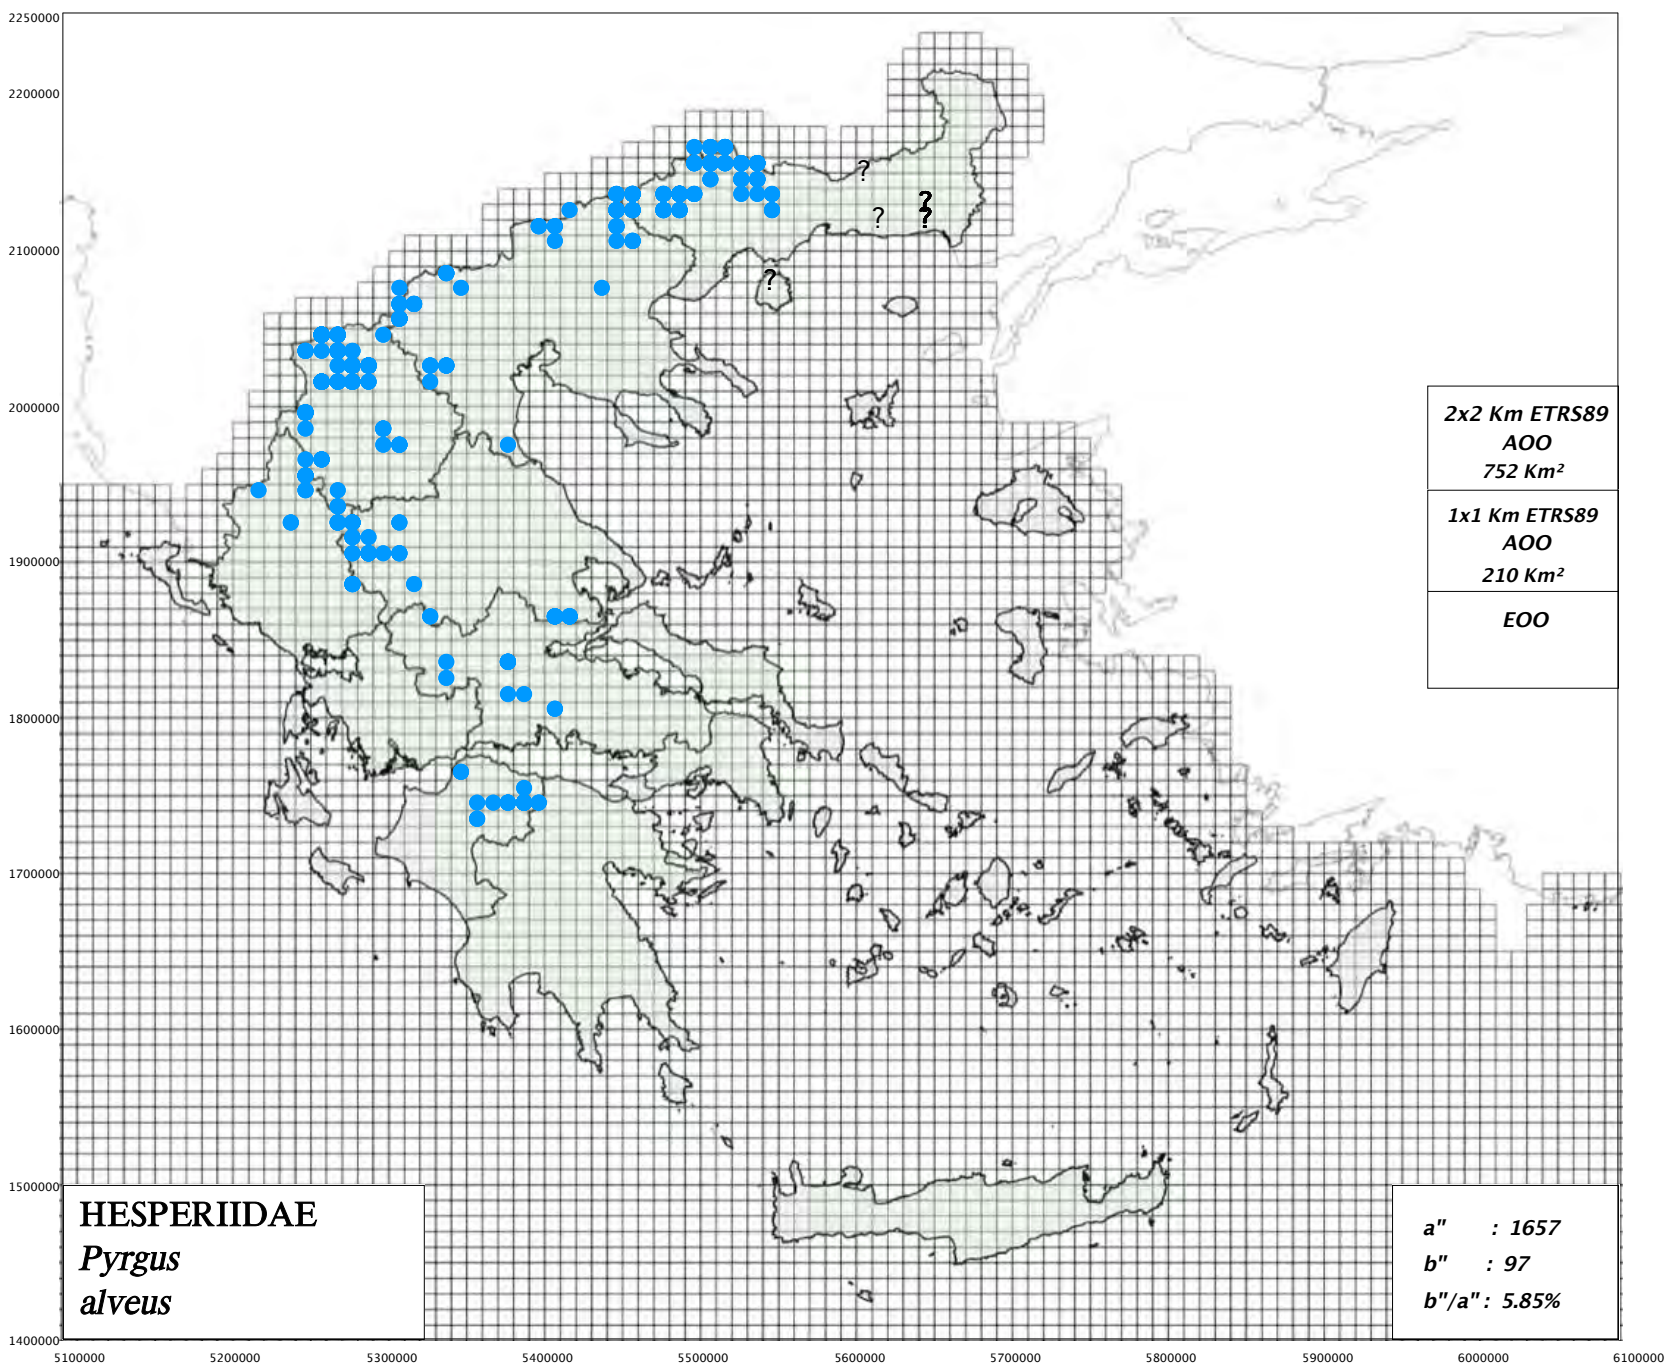 2250000
2200000
2100000
2000000
1900000
1800000
1700000
1600000
1500000
1400000
5100000 5200000 5300000 5400000 5500000 5600000 5700000 5800000 5900000 6000000 6100000
?
?
?
?
?
?
2x2 Km ETRS89
AOO
752 Km²
1x1 Km ETRS89
AOO
210 Km²
EOO
HESPERIIDAE
Pyrgus
alveus
a" : 1657
b" : 97
b"/a" : 5.85%